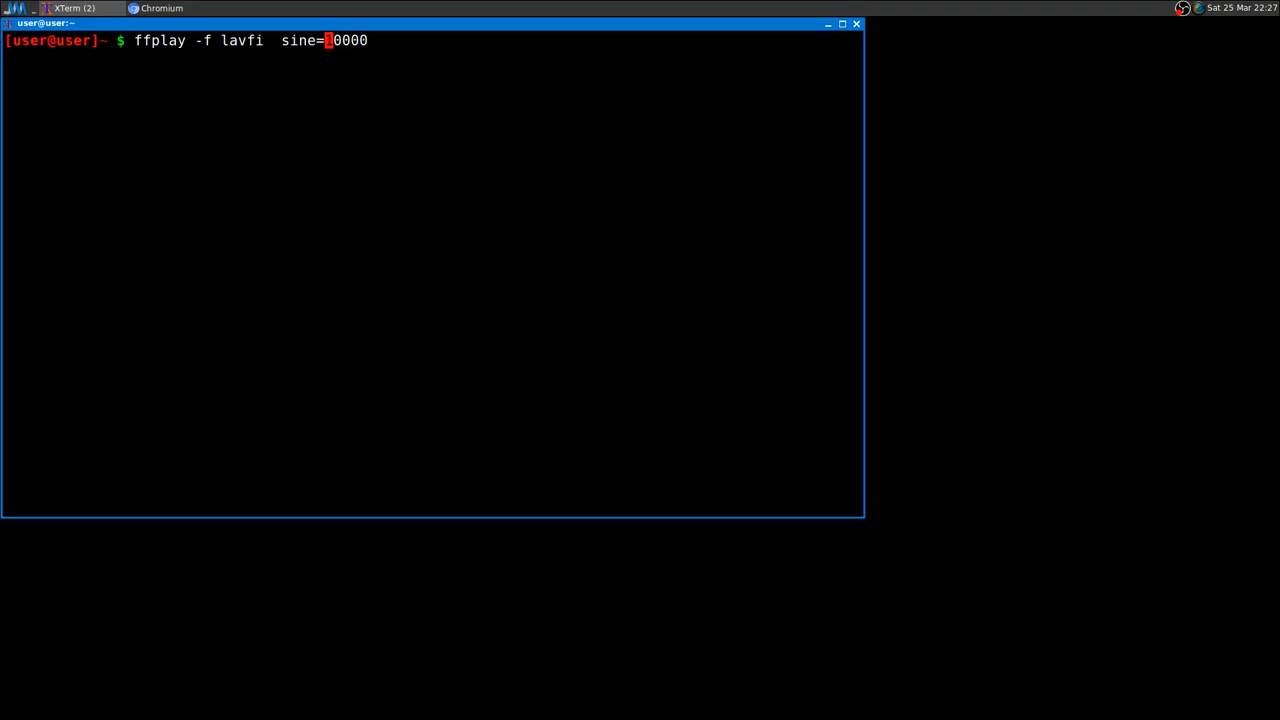 XTerm (2)
Chromium
Sat 25 Mar 22:27
user@user:~
[user@user]~ $ ffplay -f lavfi  sine=10000